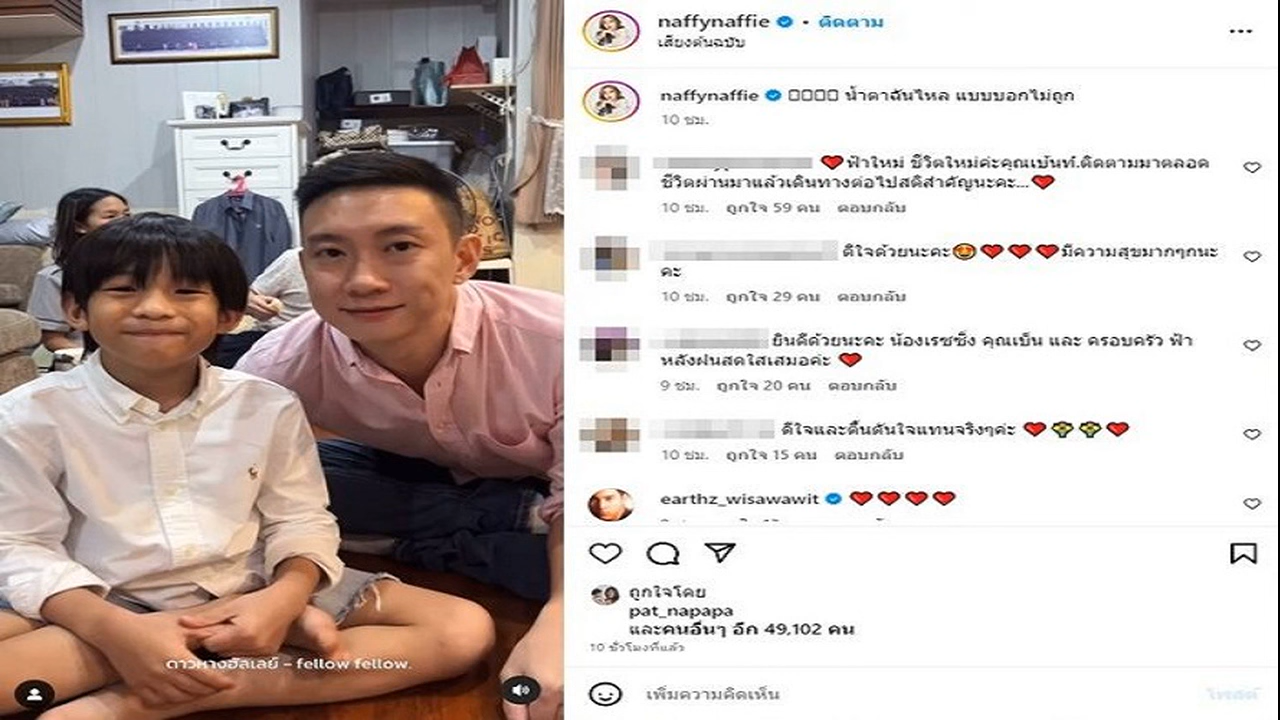 naffynaffie • ติดตาม
เสียงต้นฉบับ
naffynaffie น้ำตาฉันไหล แบบบอกไม่ถูก
10 ชม.
ฟ้าใหม่ ชีวิตใหม่ค่ะคุณเบ้นท์.ติดตามมาตลอด
ชีวิตผ่านมาแล้วเดินทางต่อไปสติสำคัญนะคะ...❤️
10 ชม. ถูกใจ 59 คน ตอบกลับ
ดีใจด้วยนะคะ🤩❤️❤️❤️มีความสุขมากๆกนะ
คะ
10 ชม. ถูกใจ 29 คน ตอบกลับ
ยินดีด้วยนะคะ น้องเรซซิ่ง คุณเบ็น และ ครอบครัว ฟ้า
หลังฝนสดใสเสมอค่ะ ❤️
9 ชม. ถูกใจ 20 คน ตอบกลับ
ดีใจและตื้นตันใจแทนจริงๆค่ะ ❤️💐💐❤️
10 ชม. ถูกใจ 15 คน ตอบกลับ
earthz_wisawawit ❤️❤️❤️❤️
ถูกใจโดย
pat_napapa
และคนอื่นๆ อีก 49,102 คน
10 ชั่วโมงที่แล้ว
ดาวหางฮัลเลย์ – fellow fellow.
เพิ่มความคิดเห็น
โพสต์